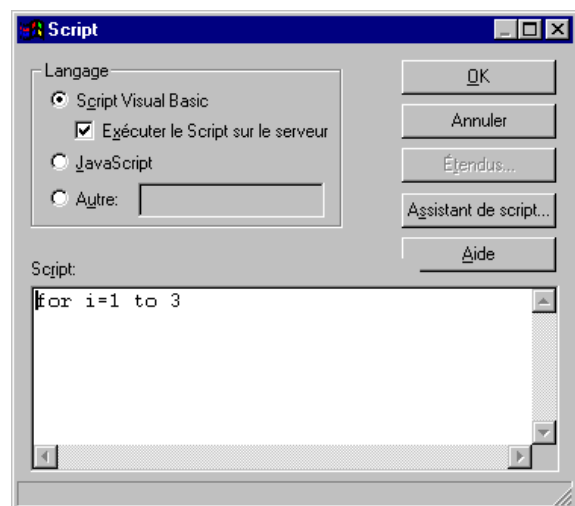 Script
Langage
Script Visual Basic
Exécuter le Script sur le serveur
JavaScript
Autre:
OK
Annuler
Étendus...
Assistant de script...
Aide
Script:
for i=1 to 3